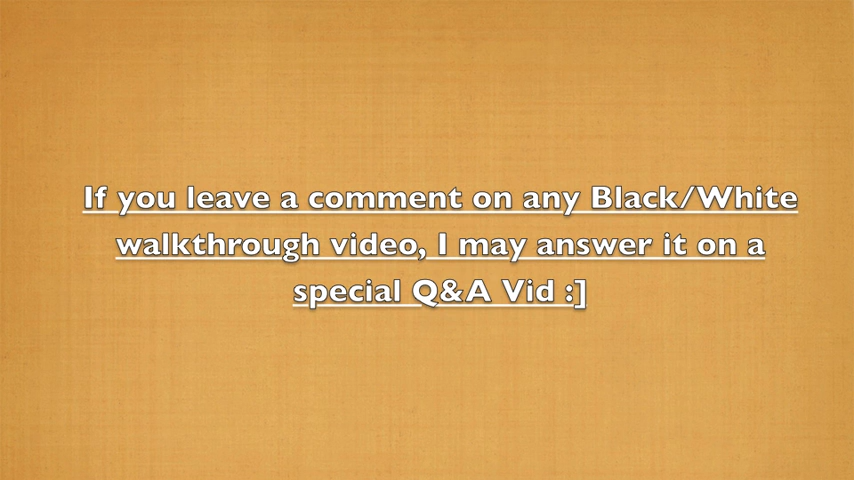 If you leave a comment on any Black/White
walkthrough video, I may answer it on a
special Q&A Vid :]